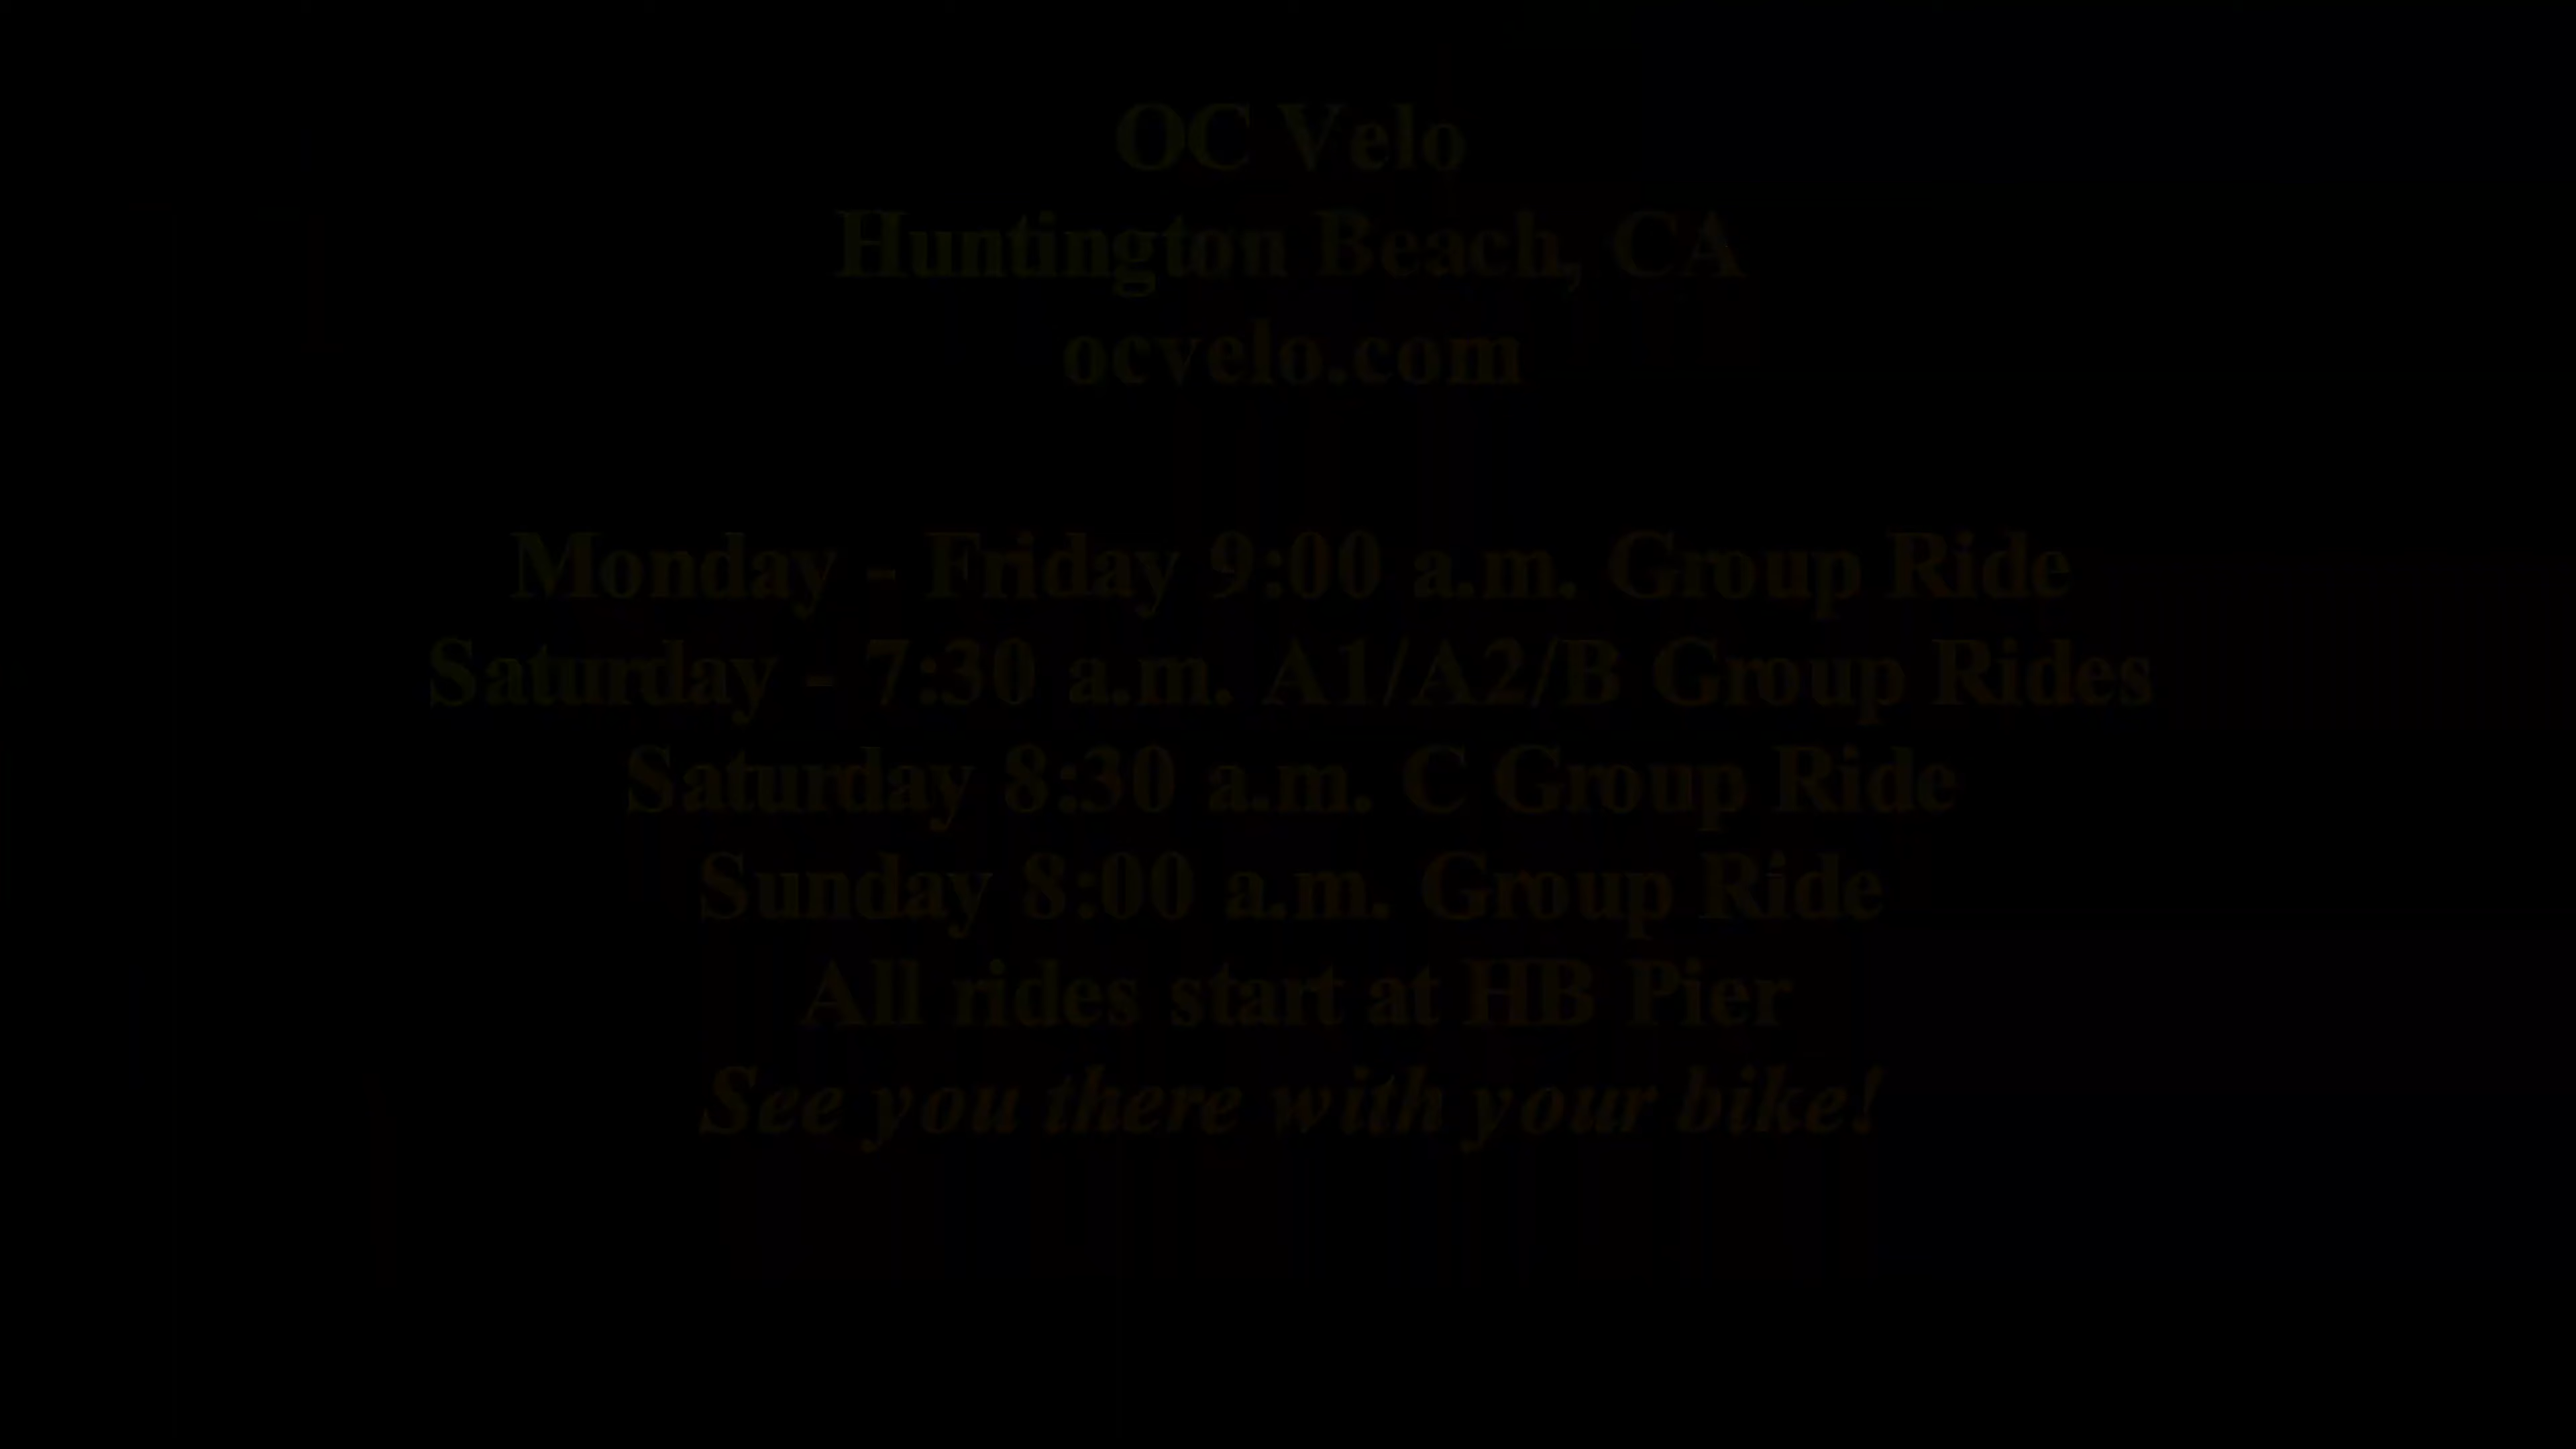 OC Velo
Huntington Beach, CA
ocvelo.com
Monday - Friday 9:00 a.m. Group Ride
Saturday - 7:30 a.m. A1/A2/B Group Rides
Saturday 8:30 a.m. C Group Ride
Sunday 8:00 a.m. Group Ride
All rides start at HB Pier
See you there with your bike!